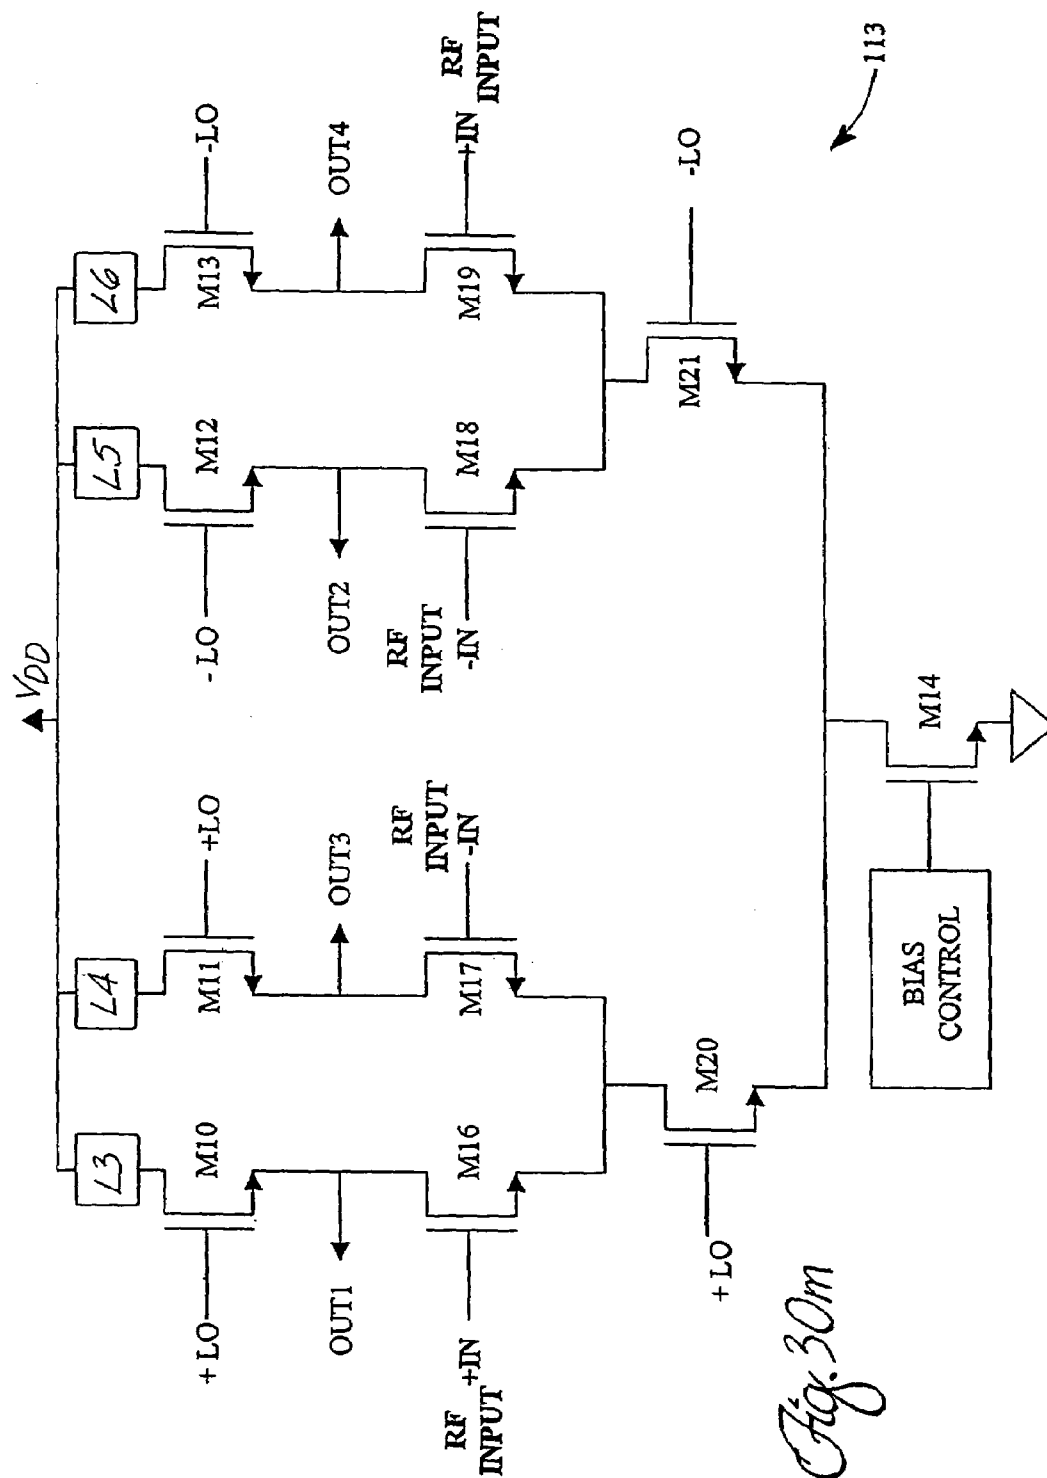 VDD
L3
L4
L5
L6
+ LO
M10
M11
+LO
- LO
M12
M13
-LO
OUT1
OUT3
OUT2
OUT4
RF
INPUT
+IN
M16
M17
RF
INPUT
-IN
RF
INPUT
-IN
M18
M19
RF
INPUT
+IN
+ LO
M20
M21
-LO
BIAS
CONTROL
M14
113
Fig. 30m